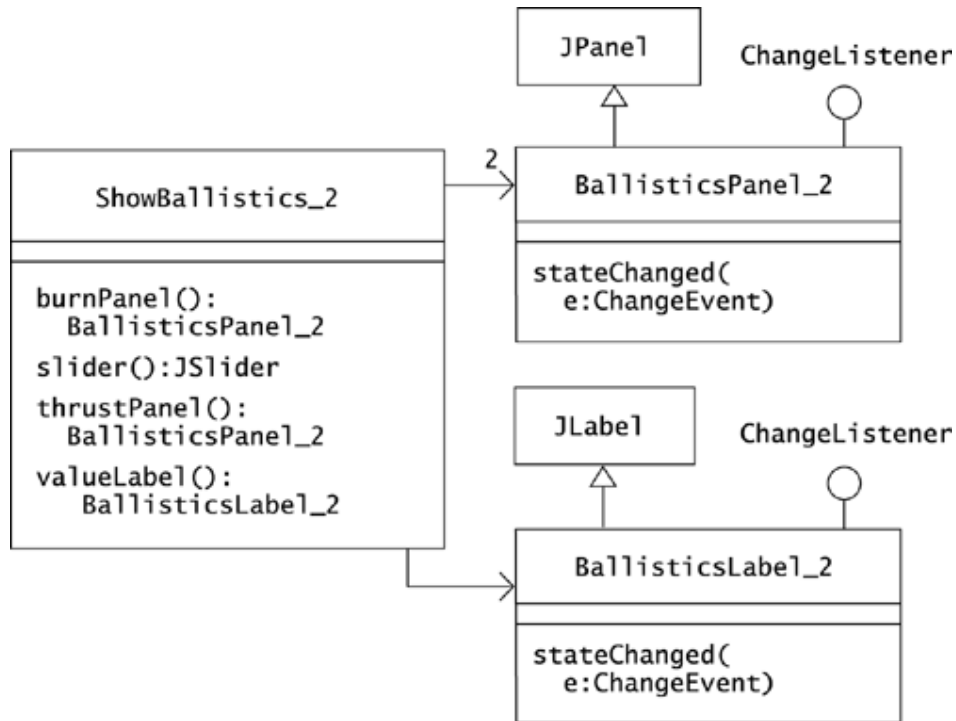 JPanel
ChangeListener
2
ShowBallistics_2
BallisticsPanel_2
burnPanel():
BallisticsPanel_2
slider():JSlider
thrustPanel():
BallisticsPanel_2
valueLabel():
BallisticsLabel_2
stateChanged(
e:ChangeEvent)
JLabel
ChangeListener
BallisticsLabel_2
stateChanged(
e:ChangeEvent)